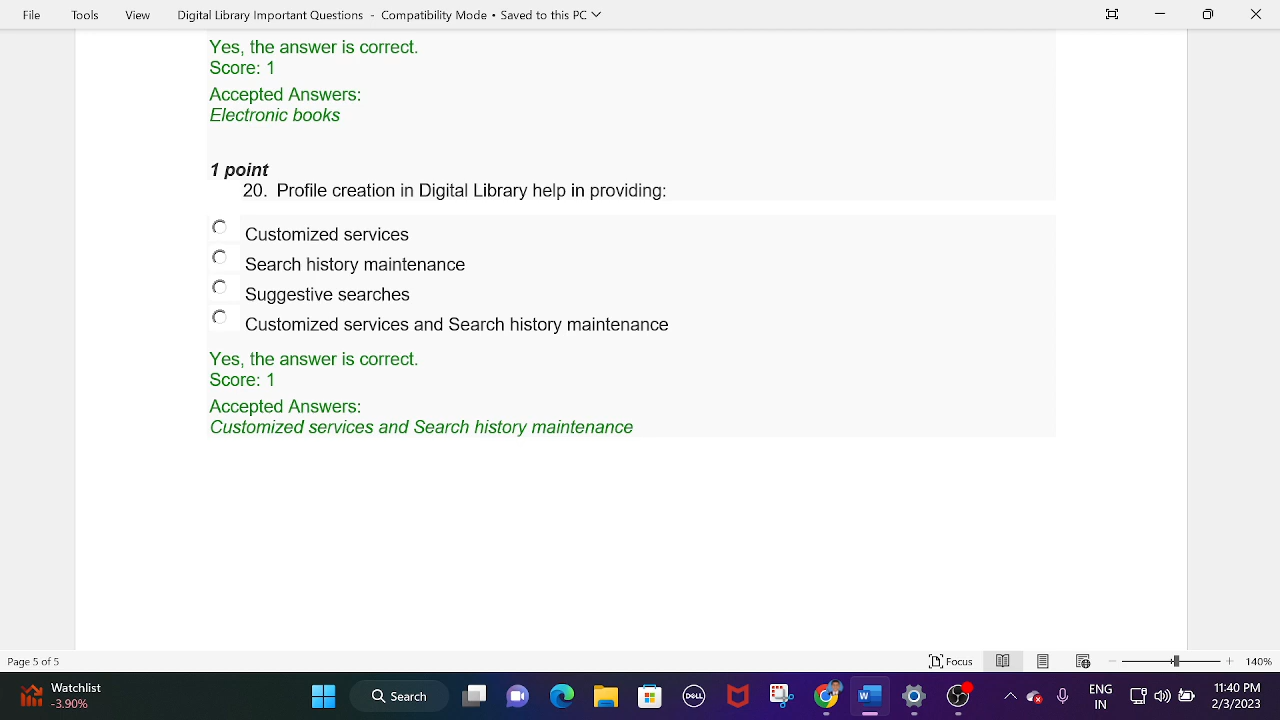 File Tools View Digital Library Important Questions - Compatibility Mode • Saved to this PC
Yes, the answer is correct.
Score: 1
Accepted Answers:
Electronic books
1 point
20. Profile creation in Digital Library help in providing:
Customized services
Search history maintenance
Suggestive searches
Customized services and Search history maintenance
Yes, the answer is correct.
Score: 1
Accepted Answers:
Customized services and Search history maintenance
Page 5 of 5 Focus 140%
Watchlist
-3.90%
Search
DELL
ENG
IN
11:40 PM
2/3/2023